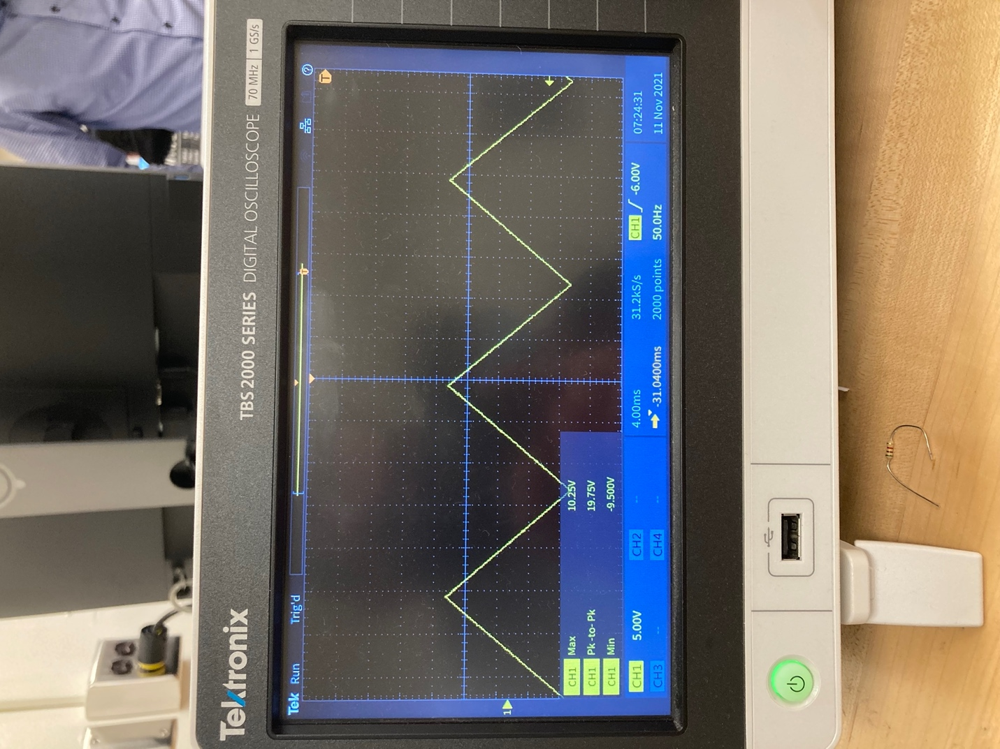 Tektronix
TBS2000 SERIES DIGITAL OSCILLOSCOPE 70 MHz 1 GS/s
Tek Run Trig'd
T
?
T
1
CH1 Max 10.25V
CH1 Pk-to-Pk 19.75V
CH1 Min -9.500V
CH1 5.00V CH2 -- 4.00ms 31.2kS/s CH1 -6.00V 07:24:31
CH3 -- CH4 -- -31.0400ms 2000 points 50.0Hz 11 Nov 2021